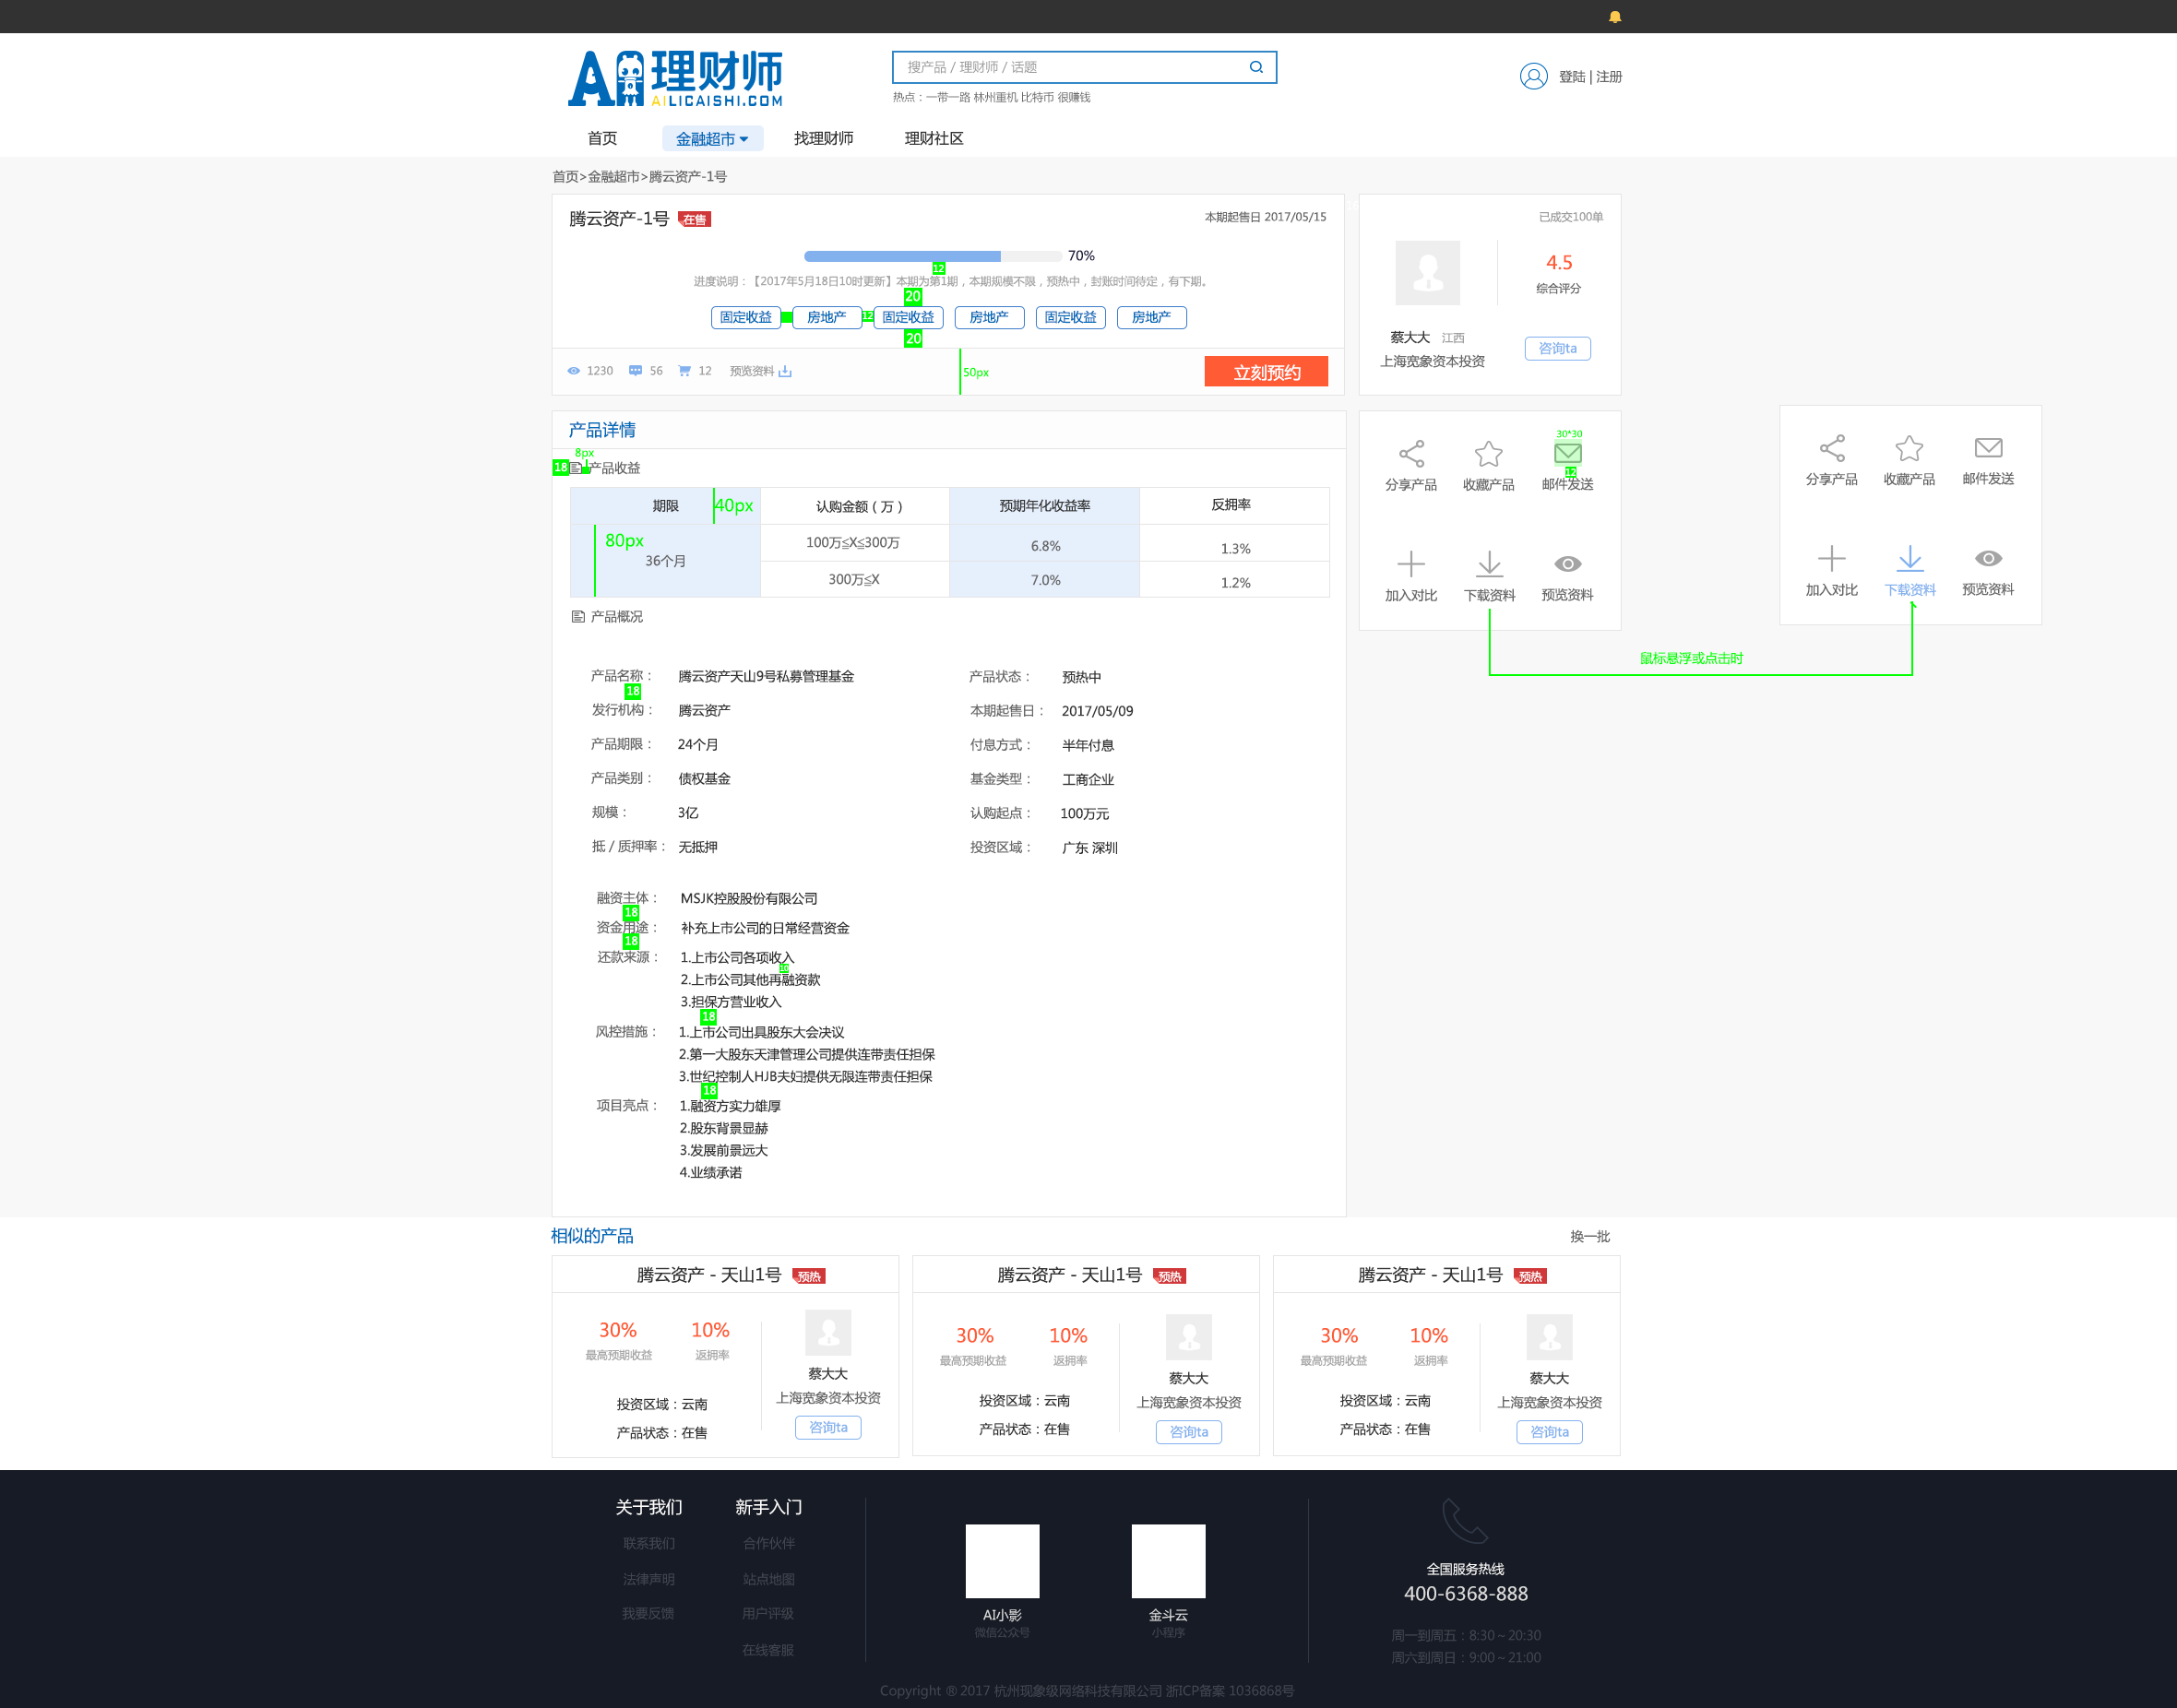 AI理财师
AILICAISHI.COM
搜产品 / 理财师 / 话题
热点：一带一路 林州重机 比特币 很赚钱
登陆 | 注册
首页 金融超市 找理财师 理财社区
首页>金融超市>腾云资产-1号
腾云资产-1号 在售
本期起售日 2017/05/15
70%
12
进度说明：【2017年5月18日10时更新】本期为第1期，本期规模不限，预热中，封账时间待定，有下期。
20
固定收益 房地产 12 固定收益 房地产 固定收益 房地产
20
1230 56 12 预览资料
50px
立刻预约
已成交100单
4.5
综合评分
蔡大大 江西
上海宽象资本投资
咨询ta
产品详情
8px
18 产品收益
期限 40px 认购金额（万） 预期年化收益率 反拥率
80px
36个月
100万≦X≦300万 6.8% 1.3%
300万≦X 7.0% 1.2%
产品概况
产品名称： 腾云资产天山9号私募管理基金 产品状态： 预热中
18
发行机构： 腾云资产 本期起售日： 2017/05/09
产品期限： 24个月 付息方式： 半年付息
产品类别： 债权基金 基金类型： 工商企业
规模： 3亿 认购起点： 100万元
抵 / 质押率： 无抵押 投资区域： 广东 深圳
融资主体： MSJK控股股份有限公司
18
资金用途： 补充上市公司的日常经营资金
18
还款来源： 1.上市公司各项收入
10
2.上市公司其他再融资款
3.担保方营业收入
18
风控措施： 1.上市公司出具股东大会决议
2.第一大股东天津管理公司提供连带责任担保
3.世纪控制人HJB夫妇提供无限连带责任担保
18
项目亮点： 1.融资方实力雄厚
2.股东背景显赫
3.发展前景远大
4.业绩承诺
30*30
12
分享产品 收藏产品 邮件发送
加入对比 下载资料 预览资料
分享产品 收藏产品 邮件发送
加入对比 下载资料 预览资料
鼠标悬浮或点击时
相似的产品
换一批
腾云资产 - 天山1号 预热
30% 10%
最高预期收益 返拥率
投资区域：云南
产品状态：在售
蔡大大
上海宽象资本投资
咨询ta
腾云资产 - 天山1号 预热
30% 10%
最高预期收益 返拥率
投资区域：云南
产品状态：在售
蔡大大
上海宽象资本投资
咨询ta
腾云资产 - 天山1号 预热
30% 10%
最高预期收益 返拥率
投资区域：云南
产品状态：在售
蔡大大
上海宽象资本投资
咨询ta
关于我们
联系我们
法律声明
我要反馈
新手入门
合作伙伴
站点地图
用户评级
在线客服
AI小影
微信公众号
金斗云
小程序
全国服务热线
400-6368-888
周一到周五：8:30～20:30
周六到周日：9:00～21:00
Copyright ® 2017 杭州现象级网络科技有限公司 浙ICP备案 1036868号